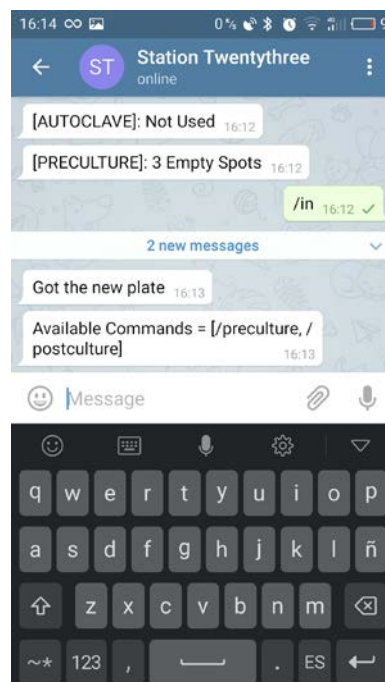 16:14
0%
ST
Station Twentythree
online
[AUTOCLAVE]: Not Used 16:12
[PRECULTURE]: 3 Empty Spots 16:12
/in 16:12
2 new messages
Got the new plate 16:13
Available Commands = [/preculture, /
postculture]
16:13
Message
q w e r t y u i o p
a s d f g h j k l ñ
z x c v b n m
~* 123 , . ES